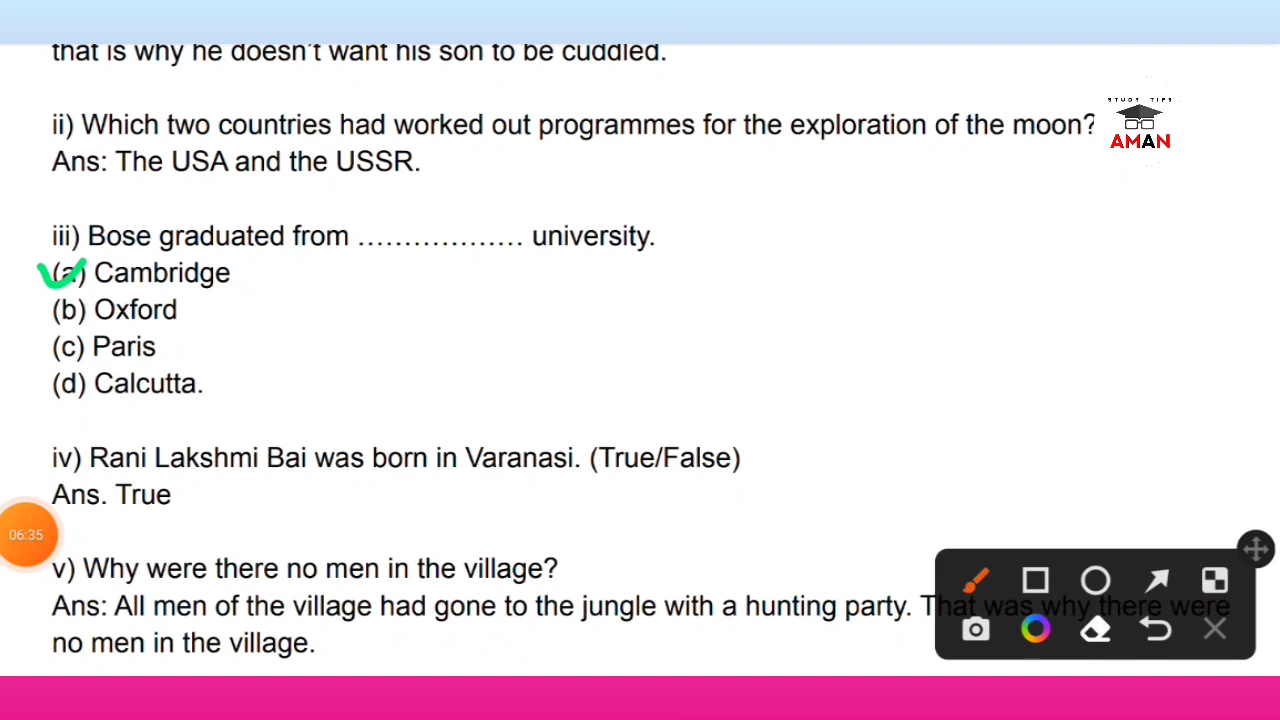 that is why he doesn't want his son to be cuddled.
STUDY TIPS
AMAN
ii) Which two countries had worked out programmes for the exploration of the moon?
Ans: The USA and the USSR.
iii) Bose graduated from .................. university.
(a) Cambridge
(b) Oxford
(c) Paris
(d) Calcutta.
iv) Rani Lakshmi Bai was born in Varanasi. (True/False)
Ans. True
06:35
v) Why were there no men in the village?
Ans: All men of the village had gone to the jungle with a hunting party. That was why there were
no men in the village.